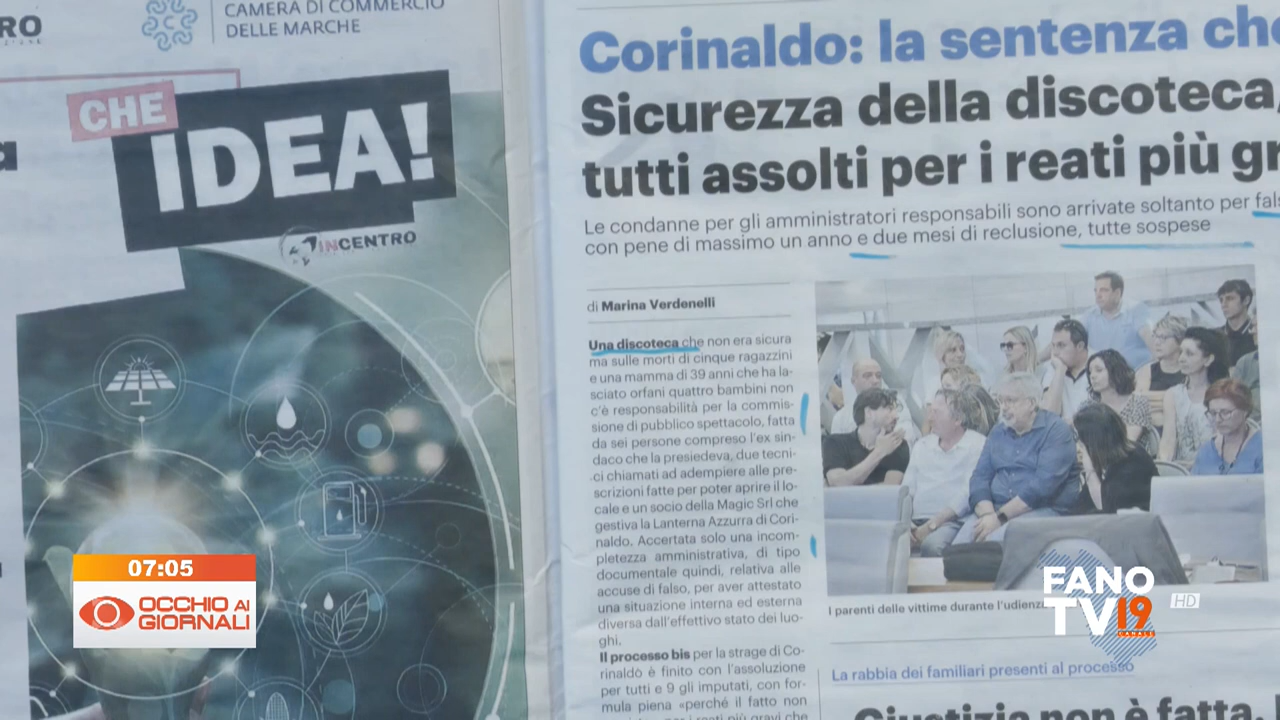 CAMERA DI COMMERCIO
DELLE MARCHE
CHE
IDEA!
INCENTRO
07:05
OCCHIO AI
GIORNALI
Corinaldo: la sentenza
Sicurezza della discoteca,
tutti assolti per i reati più
Le condanne per gli amministratori responsabili sono arrivate soltanto per
con pene di massimo un anno e due mesi di reclusione, tutte sospese
di Marina Verdenelli
Una discoteca che non era sicura
ma sulle morti di cinque ragazzini
e una mamma di 39 anni che ha la-
sciato orfani quattro bambini non
c'è responsabilità per la commis-
sione di pubblico spettacolo, fatta
da sei persone compreso l'ex sin-
daco che la presiedeva, due tecni-
ci chiamati ad adempiere alle pre-
scrizioni fatte per poter aprire il lo-
cale e un socio della Magic Srl che
gestiva la Lanterna Azzurra di Cori-
naldo. Accertata solo una incom-
pletezza amministrativa, di tipo
documentale quindi, relativa alle
accuse di falso, per aver attestato
una situazione interna ed esterna
diversa dall'effettivo stato dei luo-
ghi.
Il processo bis per la strage di Co-
rinaldo è finito con l'assoluzione
per tutti e 9 gli imputati, con for-
mula piena «perché il fatto non
per i reati più gravi che
I parenti delle vittime durante l'udienza
La rabbia dei familiari presenti al processo
Giustizia non è fatta.
FANO
TV19
CANALE
HD